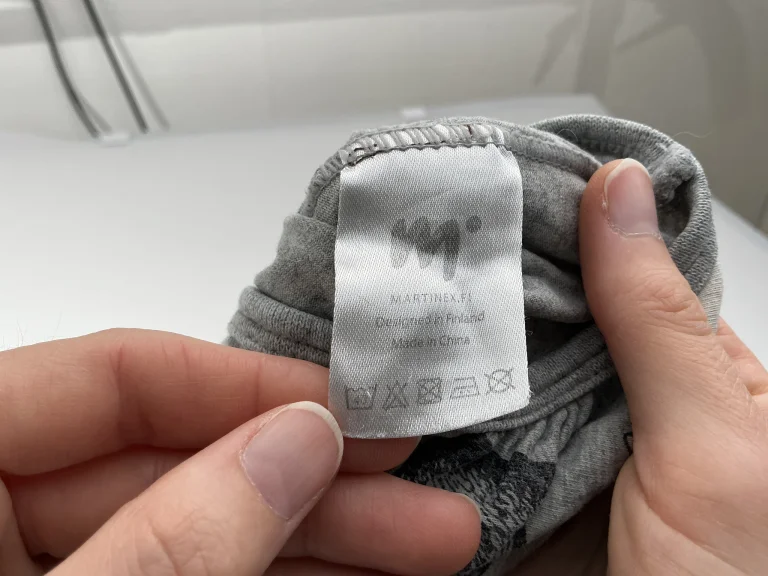 m
MARTINEX.FI
Designed in Finland
Made in China